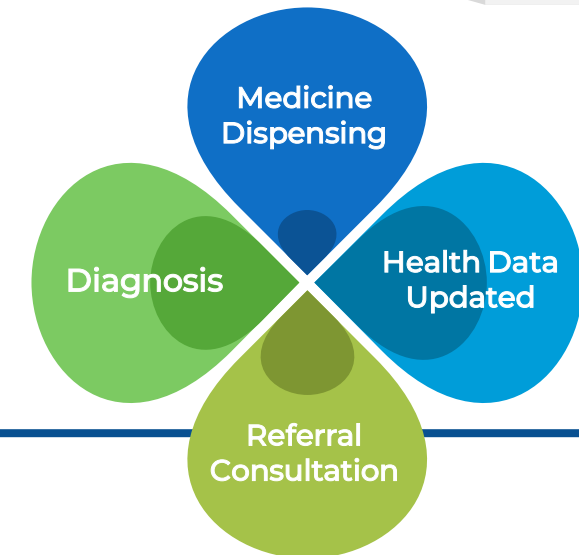 Medicine
Dispensing
Diagnosis
Health Data
Updated
Referral
Consultation